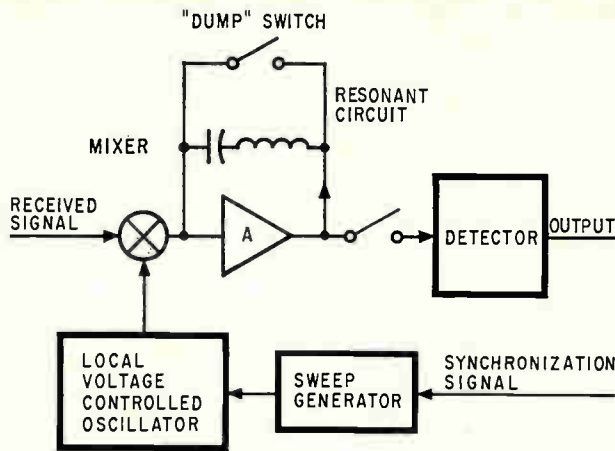 "DUMP" SWITCH
RESONANT
CIRCUIT
MIXER
RECEIVED
SIGNAL
A
DETECTOR
OUTPUT
LOCAL
VOLTAGE
CONTROLLED
OSCILLATOR
SWEEP
GENERATOR
SYNCHRONIZATION
SIGNAL